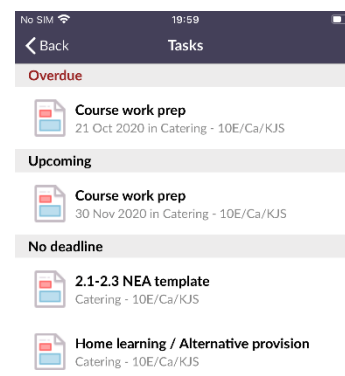 No SIM 19:59
Back Tasks
Overdue
Course work prep
21 Oct 2020 in Catering - 10E/Ca/KJS
Upcoming
Course work prep
30 Nov 2020 in Catering - 10E/Ca/KJS
No deadline
2.1-2.3 NEA template
Catering - 10E/Ca/KJS
Home learning / Alternative provision
Catering - 10E/Ca/KJS